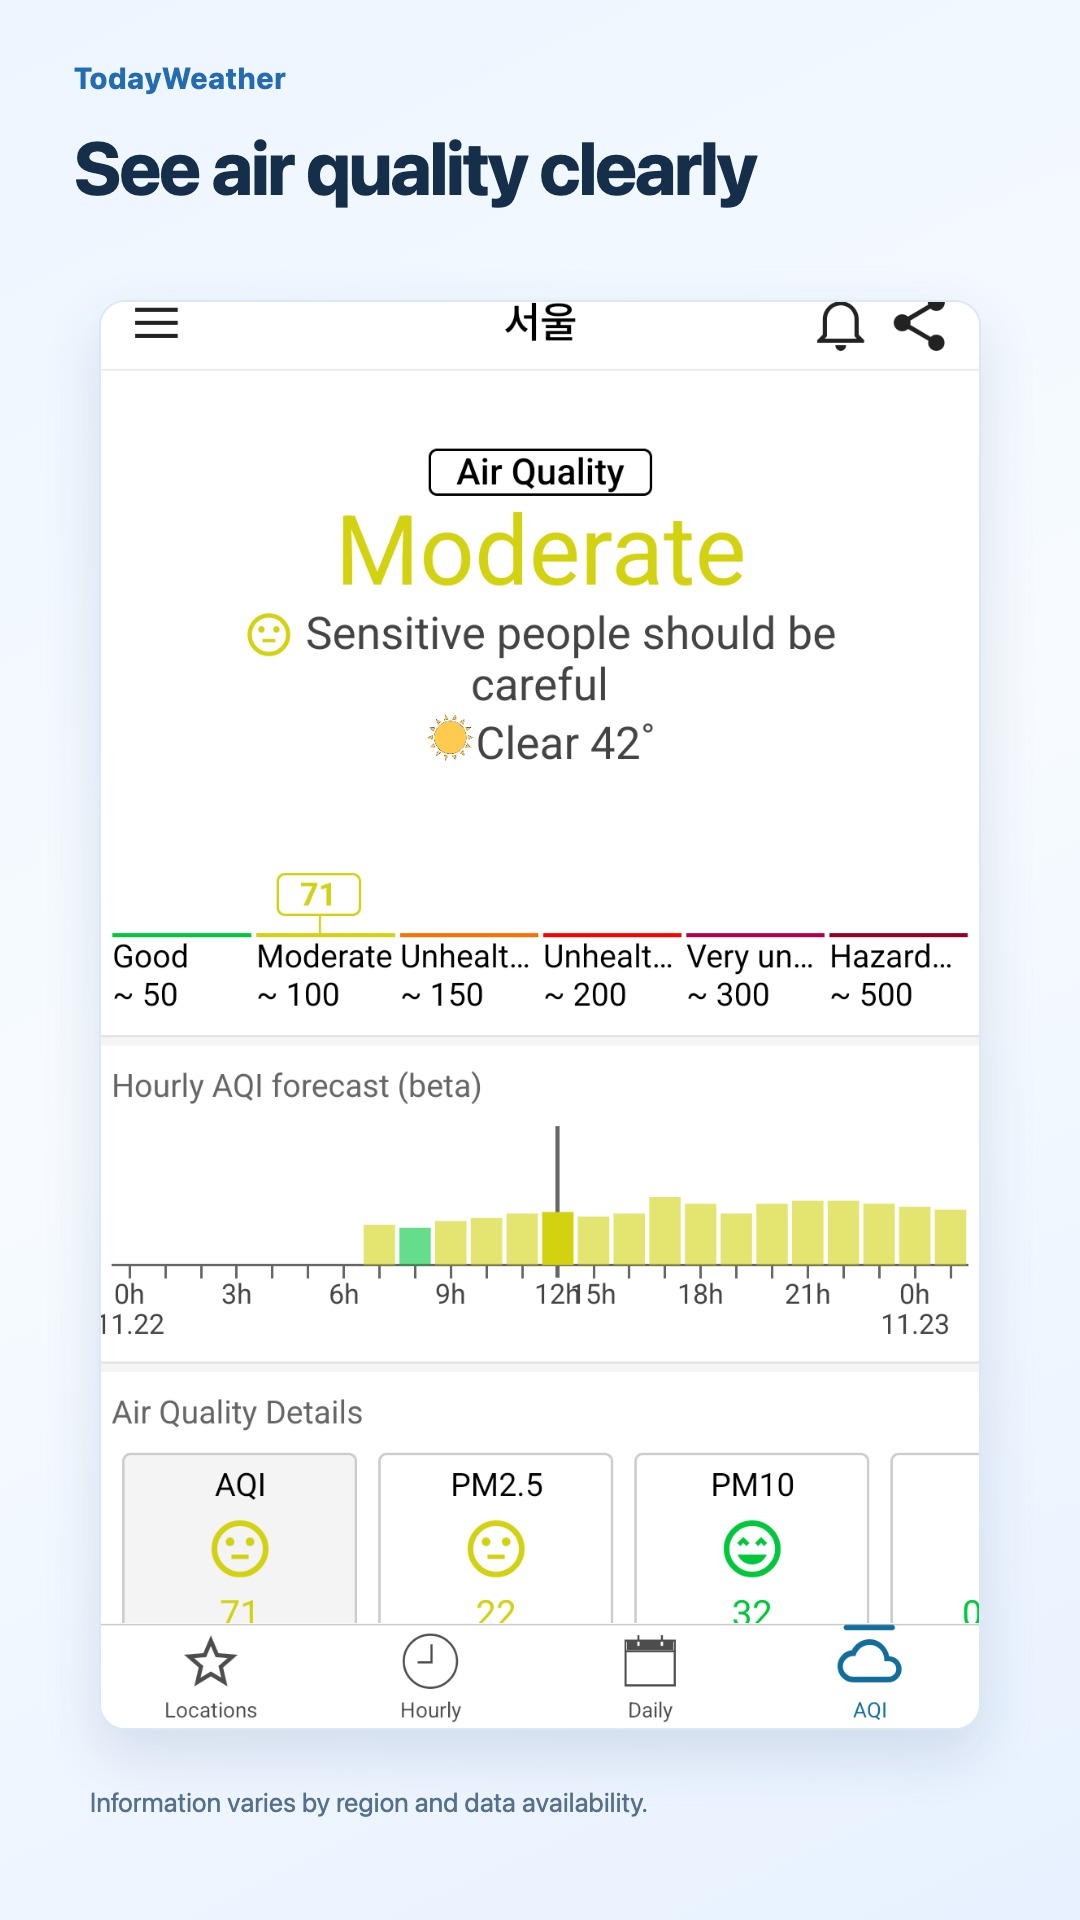 TodayWeather
See air quality clearly
서울
Air Quality
Moderate
Sensitive people should be
careful
Clear 42°
71
Good Moderate Unhealt... Unhealt... Very un... Hazard...
~ 50 ~ 100 ~ 150 ~ 200 ~ 300 ~ 500
Hourly AQI forecast (beta)
0h 3h 6h 9h 12h 15h 18h 21h 0h
11.22 11.23
Air Quality Details
AQI PM2.5 PM10
71 22 32 0
Locations Hourly Daily AQI
Information varies by region and data availability.